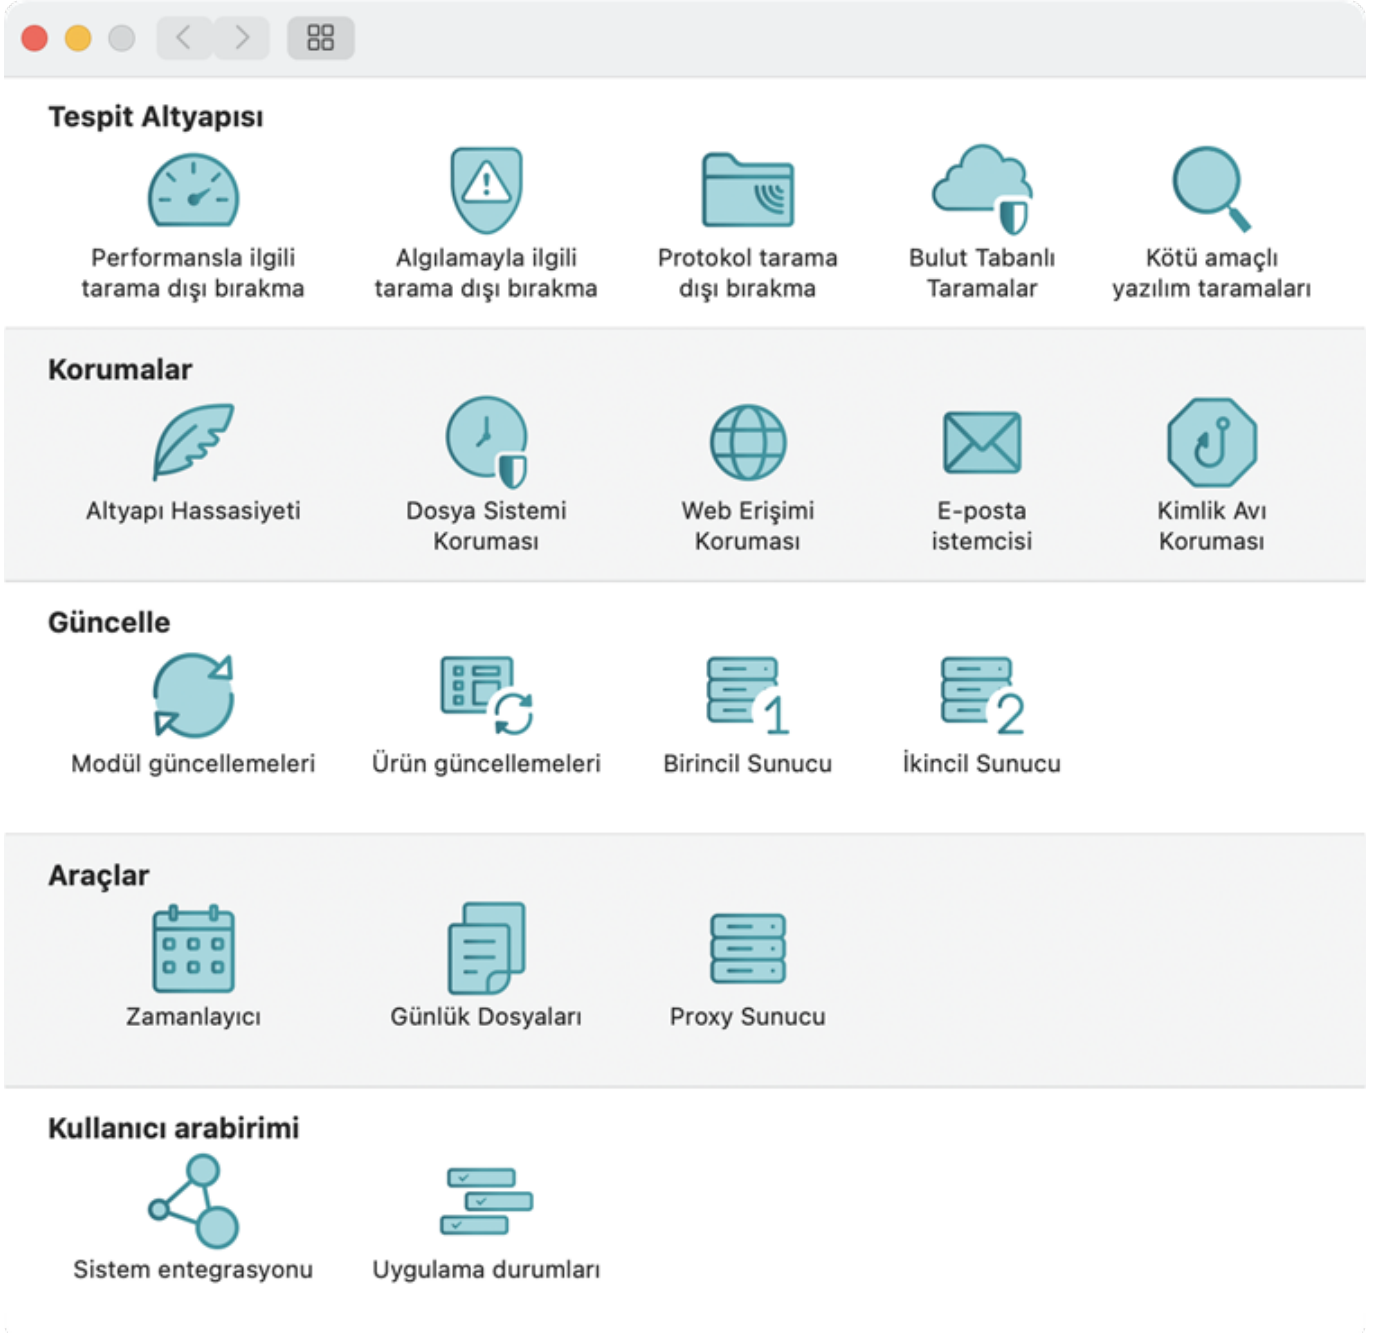 Tespit Altyapısı
Performansla ilgili
tarama dışı bırakma
Algılamayla ilgili
tarama dışı bırakma
Protokol tarama
dışı bırakma
Bulut Tabanlı
Taramalar
Kötü amaçlı
yazılım taramaları
Korumalar
Altyapı Hassasiyeti
Dosya Sistemi
Koruması
Web Erişimi
Koruması
E-posta
istemcisi
Kimlik Avı
Koruması
Güncelle
Modül güncellemeleri
Ürün güncellemeleri
1
Birincil Sunucu
2
İkincil Sunucu
Araçlar
Zamanlayıcı
Günlük Dosyaları
Proxy Sunucu
Kullanıcı arabirimi
Sistem entegrasyonu
Uygulama durumları